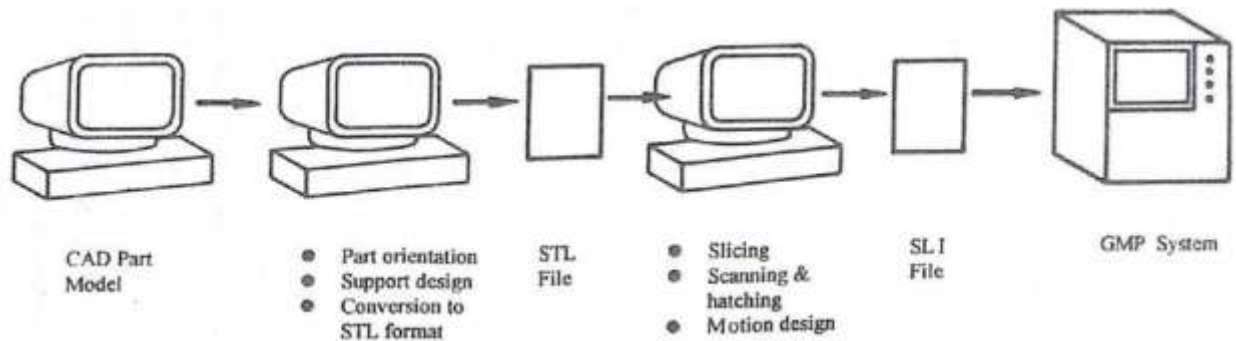 CAD Part
Model
● Part orientation
● Support design
● Conversion to
STL format
STL
File
● Slicing
● Scanning &
hatching
● Motion design
SLI
File
GMP System